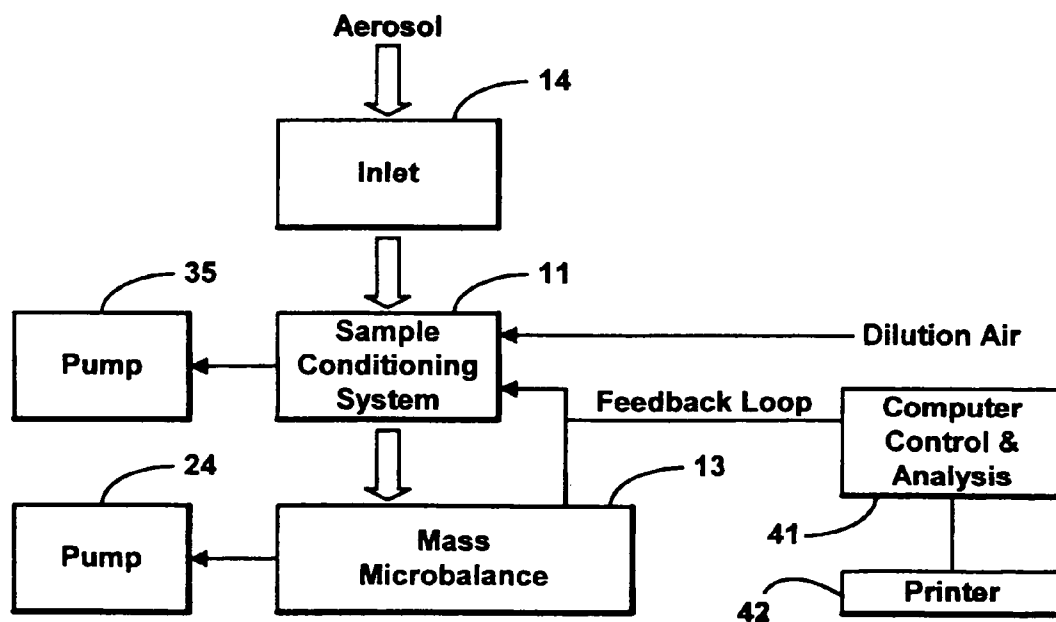 Aerosol
14
Inlet
35
11
Pump
Sample
Conditioning
System
Dilution Air
Feedback Loop
Computer
Control &
Analysis
24
13
41
Pump
Mass
Microbalance
Printer
42